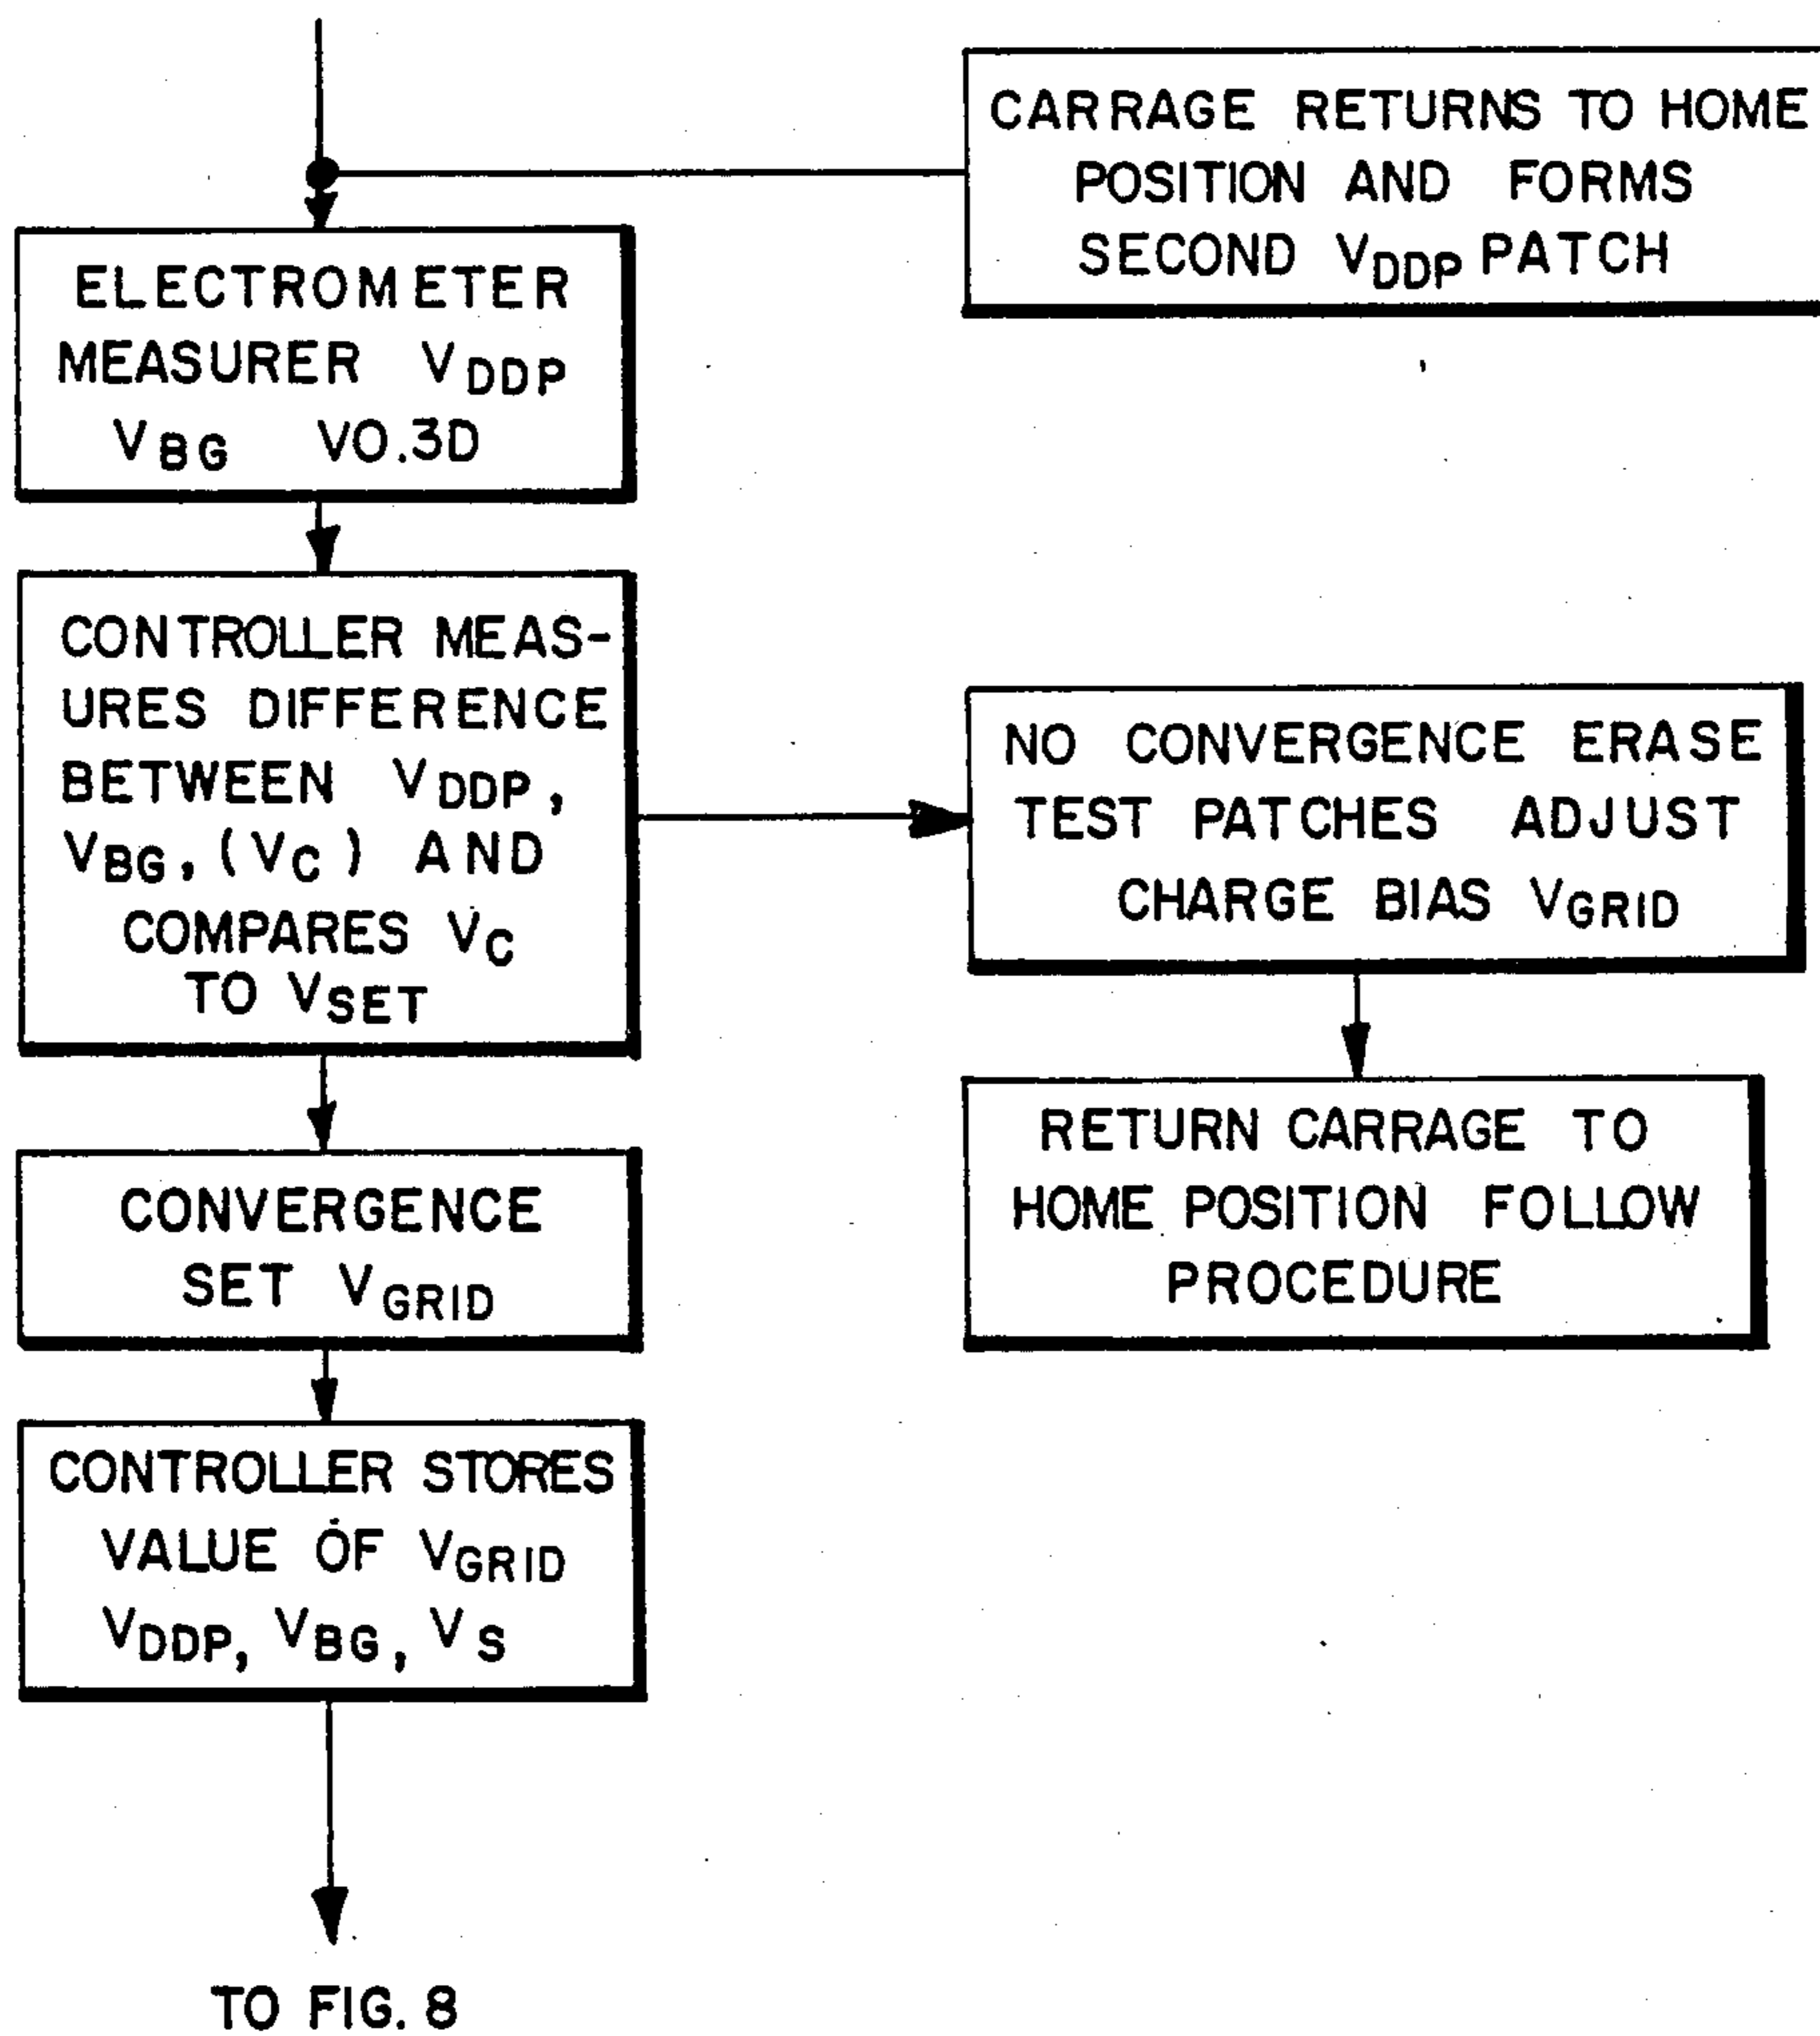 CARRAGE RETURNS TO HOME
POSITION AND FORMS
SECOND VDDP PATCH
ELECTROMETER
MEASURER VDDP
VBG VO.3D
CONTROLLER MEAS-
URES DIFFERENCE
BETWEEN VDDP,
VBG, (VC) AND
COMPARES VC
TO VSET
NO CONVERGENCE ERASE
TEST PATCHES ADJUST
CHARGE BIAS VGRID
RETURN CARRAGE TO
HOME POSITION FOLLOW
PROCEDURE
CONVERGENCE
SET VGRID
CONTROLLER STORES
VALUE OF VGRID
VDDP, VBG, VS
TO FIG. 8